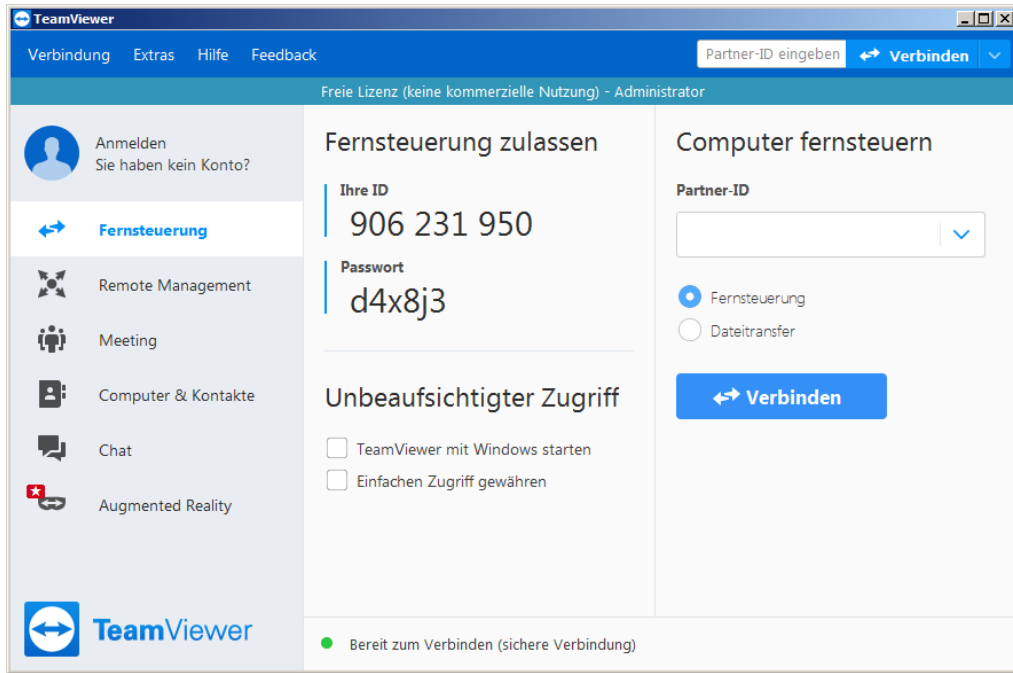 TeamViewer
Verbindung Extras Hilfe Feedback
Partner-ID eingeben Verbinden
Freie Lizenz (keine kommerzielle Nutzung) - Administrator
Anmelden
Sie haben kein Konto?
Fernsteuerung
Remote Management
Meeting
Computer & Kontakte
Chat
Augmented Reality
TeamViewer
Fernsteuerung zulassen
Ihre ID
906 231 950
Passwort
d4x8j3
Unbeaufsichtigter Zugriff
TeamViewer mit Windows starten
Einfachen Zugriff gewähren
Computer fernsteuern
Partner-ID
Fernsteuerung
Dateitransfer
Verbinden
Bereit zum Verbinden (sichere Verbindung)